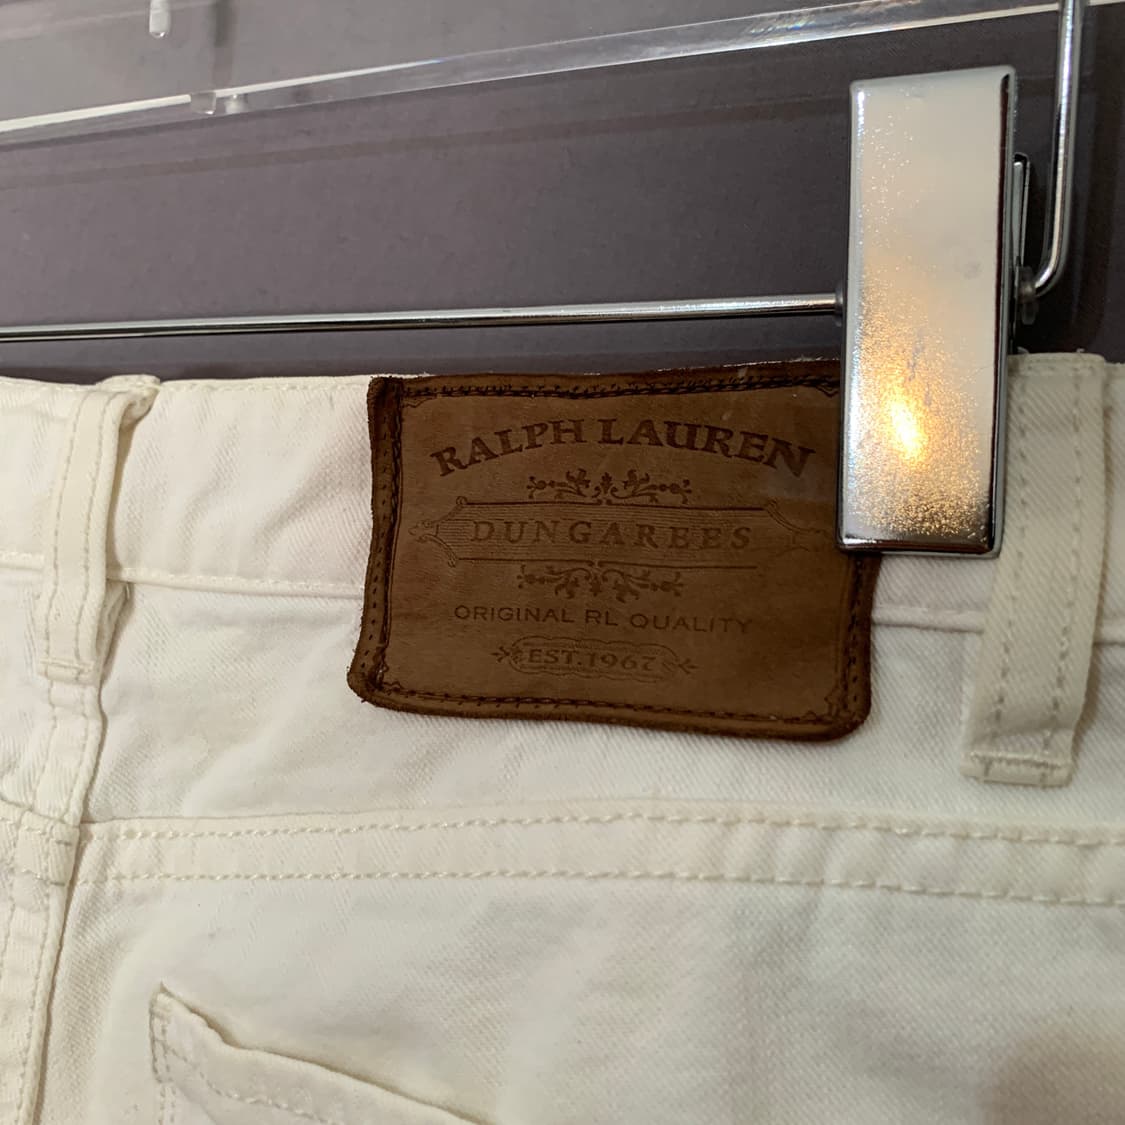 RALPH LAUREN
DUNGAREES
ORIGINAL RL QUALITY
EST. 1967